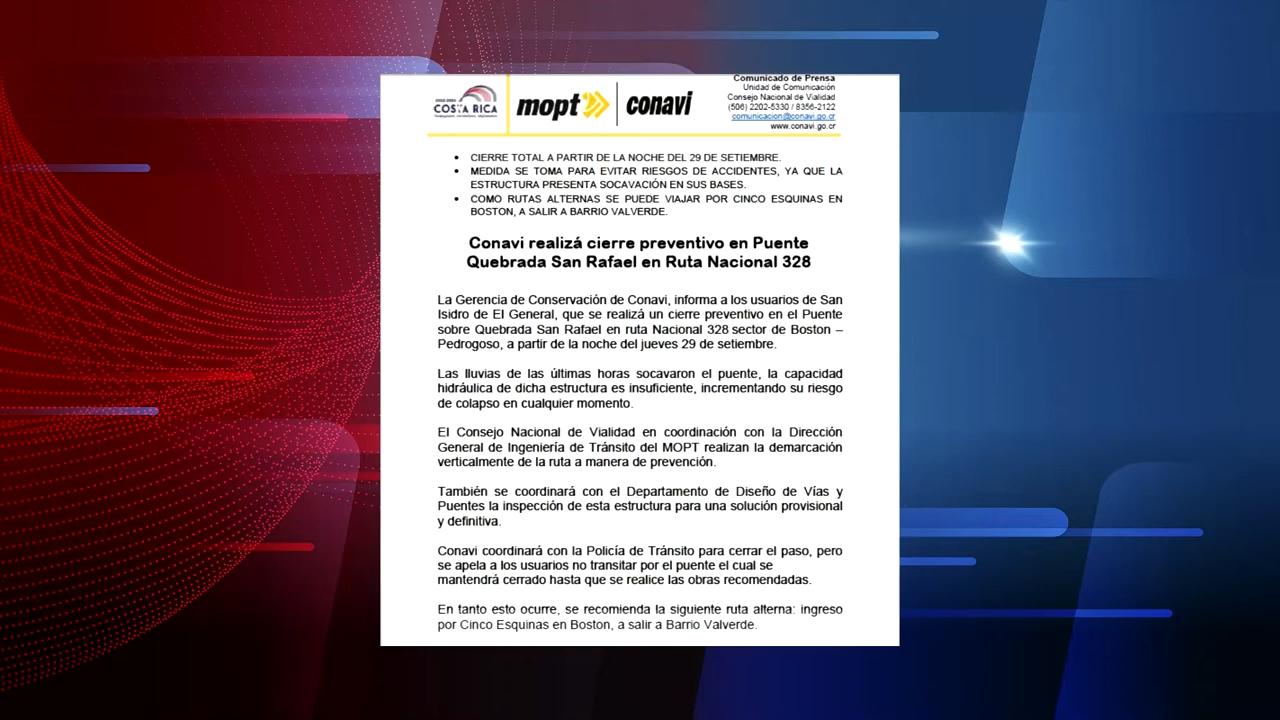 Comunicado de Prensa
Unidad de Comunicación
Consejo Nacional de Vialidad
(506) 2202-5330 / 8356-2122
comunicacion@conavi.go.cr
www.conavi.go.cr
COSTA RICA
mopt
conavi
• CIERRE TOTAL A PARTIR DE LA NOCHE DEL 29 DE SETIEMBRE.
• MEDIDA SE TOMA PARA EVITAR RIESGOS DE ACCIDENTES, YA QUE LA
ESTRUCTURA PRESENTA SOCAVACIÓN EN SUS BASES.
• COMO RUTAS ALTERNAS SE PUEDE VIAJAR POR CINCO ESQUINAS EN
BOSTON, A SALIR A BARRIO VALVERDE.
Conavi realizá cierre preventivo en Puente
Quebrada San Rafael en Ruta Nacional 328
La Gerencia de Conservación de Conavi, informa a los usuarios de San
Isidro de El General, que se realizá un cierre preventivo en el Puente
sobre Quebrada San Rafael en ruta Nacional 328 sector de Boston –
Pedrogoso, a partir de la noche del jueves 29 de setiembre.
Las lluvias de las últimas horas socavaron el puente, la capacidad
hidráulica de dicha estructura es insuficiente, incrementando su riesgo
de colapso en cualquier momento.
El Consejo Nacional de Vialidad en coordinación con la Dirección
General de Ingeniería de Tránsito del MOPT realizan la demarcación
verticalmente de la ruta a manera de prevención.
También se coordinará con el Departamento de Diseño de Vías y
Puentes la inspección de esta estructura para una solución provisional
y definitiva.
Conavi coordinará con la Policía de Tránsito para cerrar el paso, pero
se apela a los usuarios no transitar por el puente el cual se
mantendrá cerrado hasta que se realice las obras recomendadas.
En tanto esto ocurre, se recomienda la siguiente ruta alterna: ingreso
por Cinco Esquinas en Boston, a salir a Barrio Valverde.